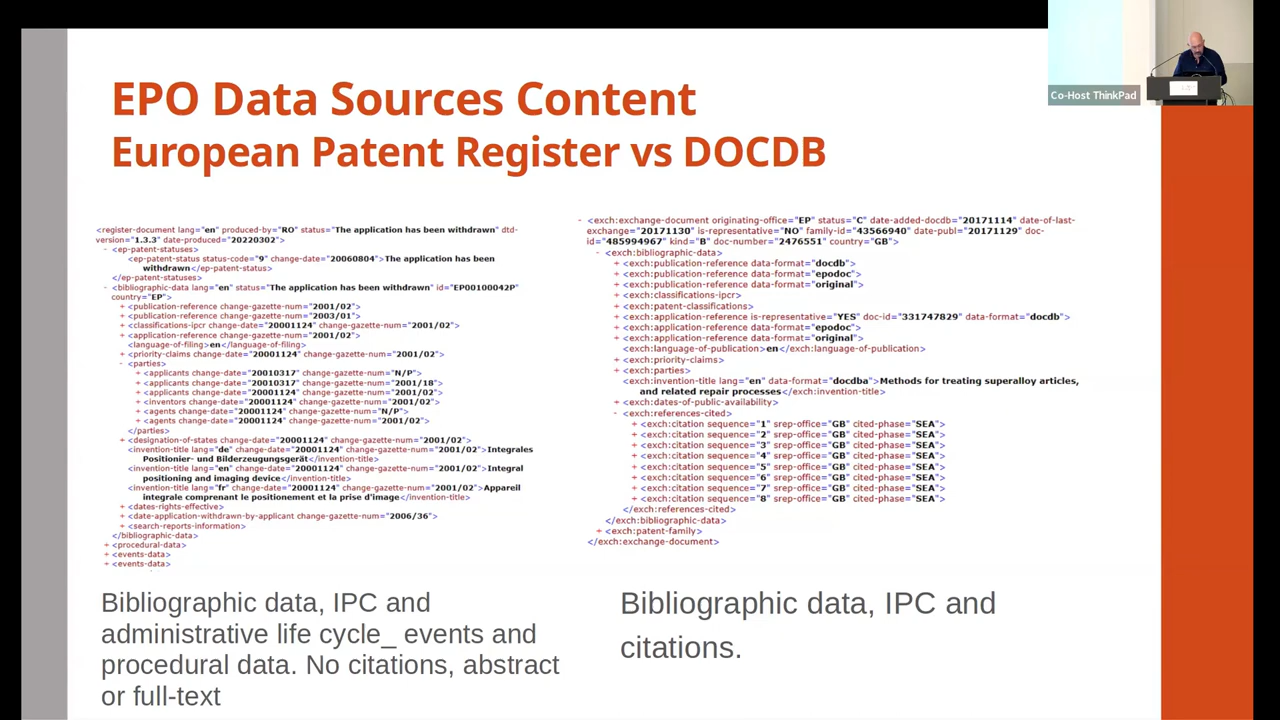 EPO Data Sources Content
European Patent Register vs DOCDB
Co-Host ThinkPad
<register-document lang="en" produced-by="RO" status="The application has been withdrawn" dtd-
version="1.3.3" date-produced="20220302">
- <ep-patent-statuses>
<ep-patent-status status-code="9" change-date="20060804">The application has been
withdrawn</ep-patent-status>
</ep-patent-statuses>
- <bibliographic-data lang="en" status="The application has been withdrawn" id="EP00100042P"
country="EP">
+ <publication-reference change-gazette-num="2001/02">
+ <publication-reference change-gazette-num="2003/01">
+ <classifications-ipcr change-date="20001124" change-gazette-num="2001/02">
+ <application-reference change-gazette-num="2001/02">
<language-of-filing>en</language-of-filing>
+ <priority-claims change-date="20001124" change-gazette-num="2001/02">
- <parties>
+ <applicants change-date="20010317" change-gazette-num="N/P">
+ <applicants change-date="20010317" change-gazette-num="2001/18">
+ <applicants change-date="20001124" change-gazette-num="2001/02">
+ <inventors change-date="20001124" change-gazette-num="2001/02">
+ <agents change-date="20001124" change-gazette-num="N/P">
+ <agents change-date="20001124" change-gazette-num="2001/02">
</parties>
+ <designation-of-states change-date="20001124" change-gazette-num="2001/02">
<invention-title lang="de" change-date="20001124" change-gazette-num="2001/02">Integrales
Positionier- und Bilderzeugungsgerät</invention-title>
<invention-title lang="en" change-date="20001124" change-gazette-num="2001/02">Integral
positioning and imaging device</invention-title>
<invention-title lang="fr" change-date="20001124" change-gazette-num="2001/02">Appareil
integrale comprenant le positionement et la prise d'image</invention-title>
+ <dates-rights-effective>
+ <date-application-withdrawn-by-applicant change-gazette-num="2006/36">
+ <search-reports-information>
</bibliographic-data>
+ <procedural-data>
+ <events-data>
+ <events-data>
- <exch:exchange-document originating-office="EP" status="C" date-added-docdb="20171114" date-of-last-
exchange="20171130" is-representative="NO" family-id="43566940" date-publ="20171129" doc-
id="485994967" kind="B" doc-number="2476551" country="GB">
- <exch:bibliographic-data>
+ <exch:publication-reference data-format="docdb">
+ <exch:publication-reference data-format="epodoc">
+ <exch:publication-reference data-format="original">
+ <exch:classifications-ipcr>
+ <exch:patent-classifications>
+ <exch:application-reference is-representative="YES" doc-id="331747829" data-format="docdb">
+ <exch:application-reference data-format="epodoc">
+ <exch:application-reference data-format="original">
<exch:language-of-publication>en</exch:language-of-publication>
+ <exch:priority-claims>
+ <exch:parties>
<exch:invention-title lang="en" data-format="docdba">Methods for treating superalloy articles,
and related repair processes</exch:invention-title>
+ <exch:dates-of-public-availability>
- <exch:references-cited>
+ <exch:citation sequence="1" srep-office="GB" cited-phase="SEA">
+ <exch:citation sequence="2" srep-office="GB" cited-phase="SEA">
+ <exch:citation sequence="3" srep-office="GB" cited-phase="SEA">
+ <exch:citation sequence="4" srep-office="GB" cited-phase="SEA">
+ <exch:citation sequence="5" srep-office="GB" cited-phase="SEA">
+ <exch:citation sequence="6" srep-office="GB" cited-phase="SEA">
+ <exch:citation sequence="7" srep-office="GB" cited-phase="SEA">
+ <exch:citation sequence="8" srep-office="GB" cited-phase="SEA">
</exch:references-cited>
</exch:bibliographic-data>
+ <exch:patent-family>
</exch:exchange-document>
Bibliographic data, IPC and
administrative life cycle_ events and
procedural data. No citations, abstract
or full-text
Bibliographic data, IPC and
citations.